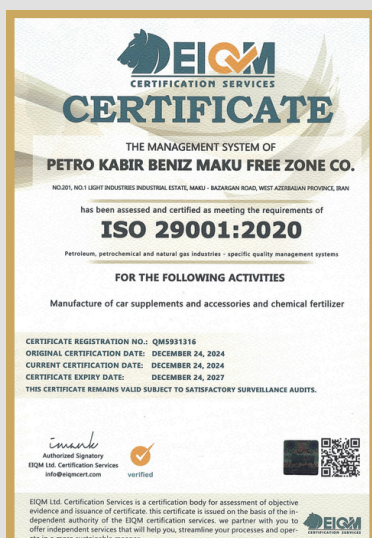 EIQM
CERTIFICATION SERVICES
CERTIFICATE
THE MANAGEMENT SYSTEM OF
PETRO KABIR BENIZ MAKU FREE ZONE CO.
NO.201, NO.1 LIGHT INDUSTRIES INDUSTRIAL ESTATE, MAKU - BAZARGAN ROAD, WEST AZERBAIJAN PROVINCE, IRAN
has been assessed and certified as meeting the requirements of
ISO 29001:2020
Petroleum, petrochemical and natural gas industries - specific quality management systems
FOR THE FOLLOWING ACTIVITIES
Manufacture of car supplements and accessories and chemical fertilizer
CERTIFICATE REGISTRATION NO.: QMS931316
ORIGINAL CERTIFICATION DATE: DECEMBER 24, 2024
CURRENT CERTIFICATION DATE: DECEMBER 24, 2024
CERTIFICATE EXPIRY DATE: DECEMBER 24, 2027
THIS CERTIFICATE REMAINS VALID SUBJECT TO SATISFACTORY SURVEILLANCE AUDITS.
Authorized Signatory
EIQM Ltd. Certification Services
info@eiqmcert.com
verified
EIQM Ltd. Certification Services is a certification body for assessment of objective
evidence and issuance of certificate. this certificate is issued on the basis of the in-
dependent authority of the EIQM certification services. we partner with you to
offer independent services that will help you, streamline your processes and oper-
EIQM
CERTIFICATION SERVICES